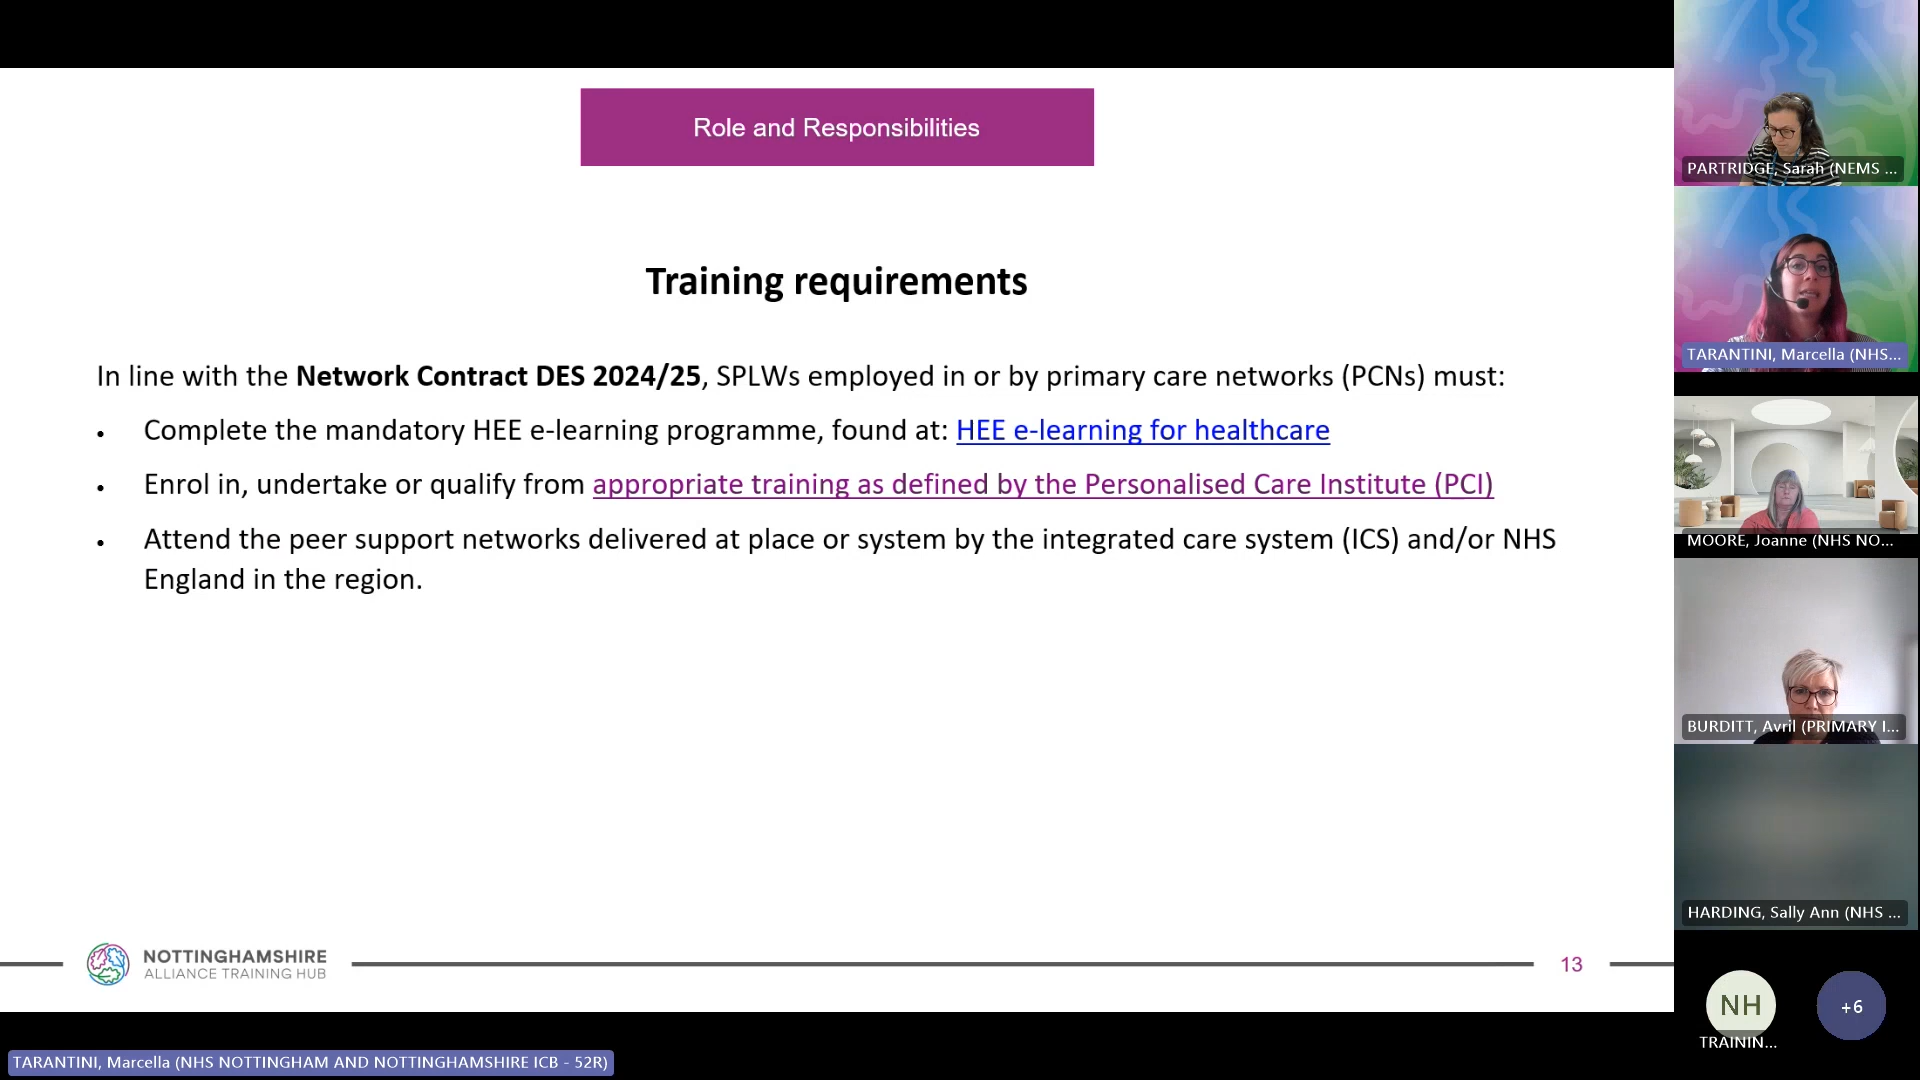 Role and Responsibilities
Training requirements
In line with the Network Contract DES 2024/25, SPLWs employed in or by primary care networks (PCNs) must:
• Complete the mandatory HEE e-learning programme, found at: HEE e-learning for healthcare
• Enrol in, undertake or qualify from appropriate training as defined by the Personalised Care Institute (PCI)
• Attend the peer support networks delivered at place or system by the integrated care system (ICS) and/or NHS
England in the region.
NOTTINGHAMSHIRE
ALLIANCE TRAINING HUB
13
PARTRIDGE, Sarah (NEMS ...
TARANTINI, Marcella (NHS...
MOORE, Joanne (NHS NO...
BURDITT, Avril (PRIMARY I...
HARDING, Sally Ann (NHS ...
NH
TRAININ...
+6
TARANTINI, Marcella (NHS NOTTINGHAM AND NOTTINGHAMSHIRE ICB - 52R)